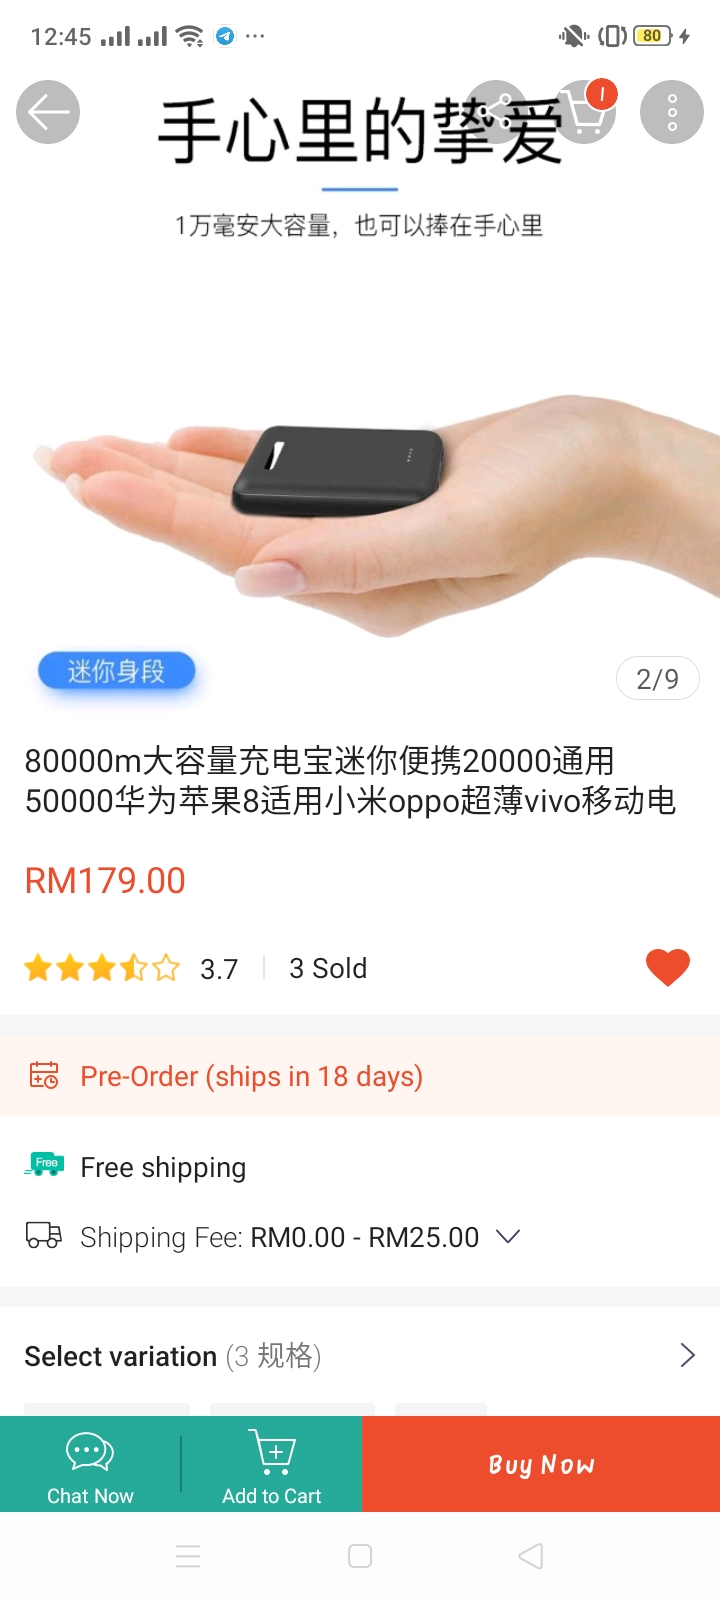 12:45
80
1
手心里的挚爱
1万毫安大容量，也可以捧在手心里
迷你身段
2/9
80000m大容量充电宝迷你便携20000通用
50000华为苹果8适用小米oppo超薄vivo移动电
RM179.00
3.7
3 Sold
Pre-Order (ships in 18 days)
Free
Free shipping
Shipping Fee: RM0.00 - RM25.00
Select variation (3 规格)
Chat Now
Add to Cart
Buy Now